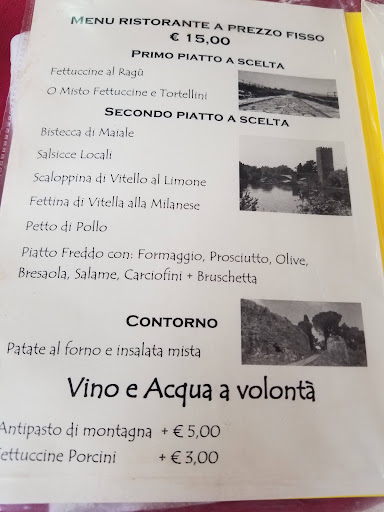 Menu ristorante a prezzo fisso
€ 15,00
Primo piatto a scelta
Fettuccine al Ragù
O Misto Fettuccine e Tortellini
Secondo piatto a scelta
Bistecca di Maiale
Salsicce Locali
Scaloppina di Vitello al Limone
Fettina di Vitella alla Milanese
Petto di Pollo
Piatto Freddo con: Formaggio, Prosciutto, Olive,
Bresaola, Salame, Carciofini + Bruschetta
Contorno
Patate al forno e insalata mista
Vino e Acqua a volontà
Antipasto di montagna + € 5,00
ettuccine Porcini + € 3,00